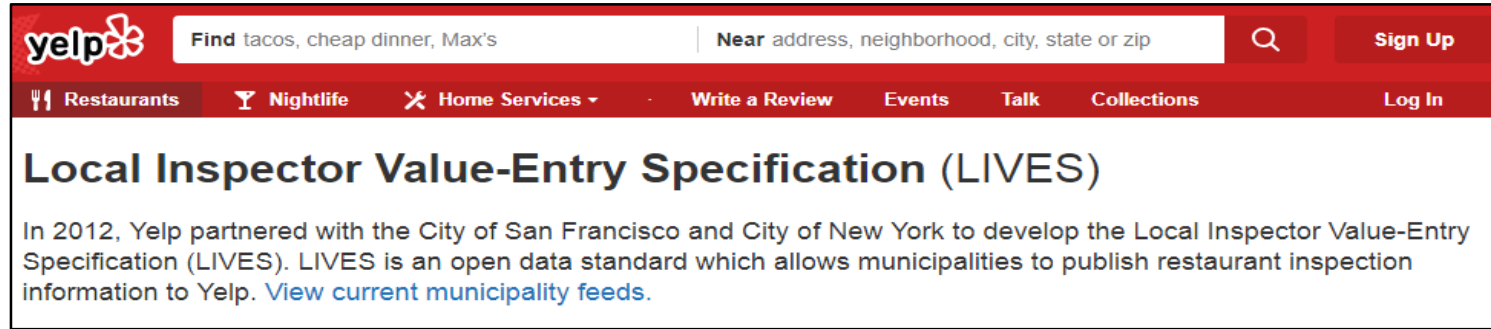 yelp Find tacos, cheap dinner, Max's Near address, neighborhood, city, state or zip Sign Up
Restaurants Nightlife Home Services Write a Review Events Talk Collections Log In
Local Inspector Value-Entry Specification (LIVES)
In 2012, Yelp partnered with the City of San Francisco and City of New York to develop the Local Inspector Value-Entry
Specification (LIVES). LIVES is an open data standard which allows municipalities to publish restaurant inspection
information to Yelp. View current municipality feeds.